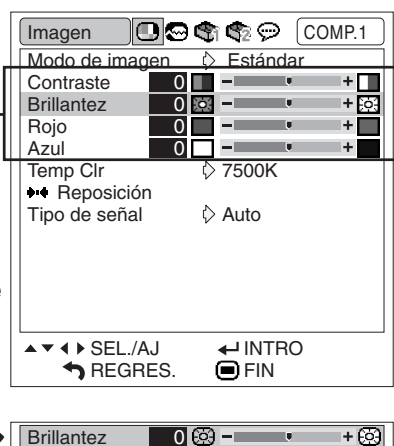 Imagen COMP.1
Modo de imagen Estándar
Contraste 0 - +
Brillantez 0 - +
Rojo 0 - +
Azul 0 - +
Temp Clr 7500K
Reposición
Tipo de señal Auto
SEL./AJ INTRO
REGRES. FIN
Brillantez 0 - +